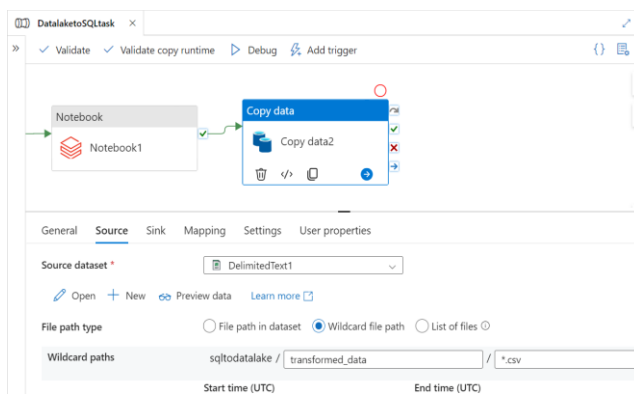 DatalaketoSQLtask
Validate Validate copy runtime Debug Add trigger
Notebook
Notebook1
Copy data
Copy data2
General Source Sink Mapping Settings User properties
Source dataset * DelimitedText1
Open New Preview data Learn more
File path type File path in dataset Wildcard file path List of files
Wildcard paths sqltodatalake / transformed_data / *.csv
Start time (UTC) End time (UTC)